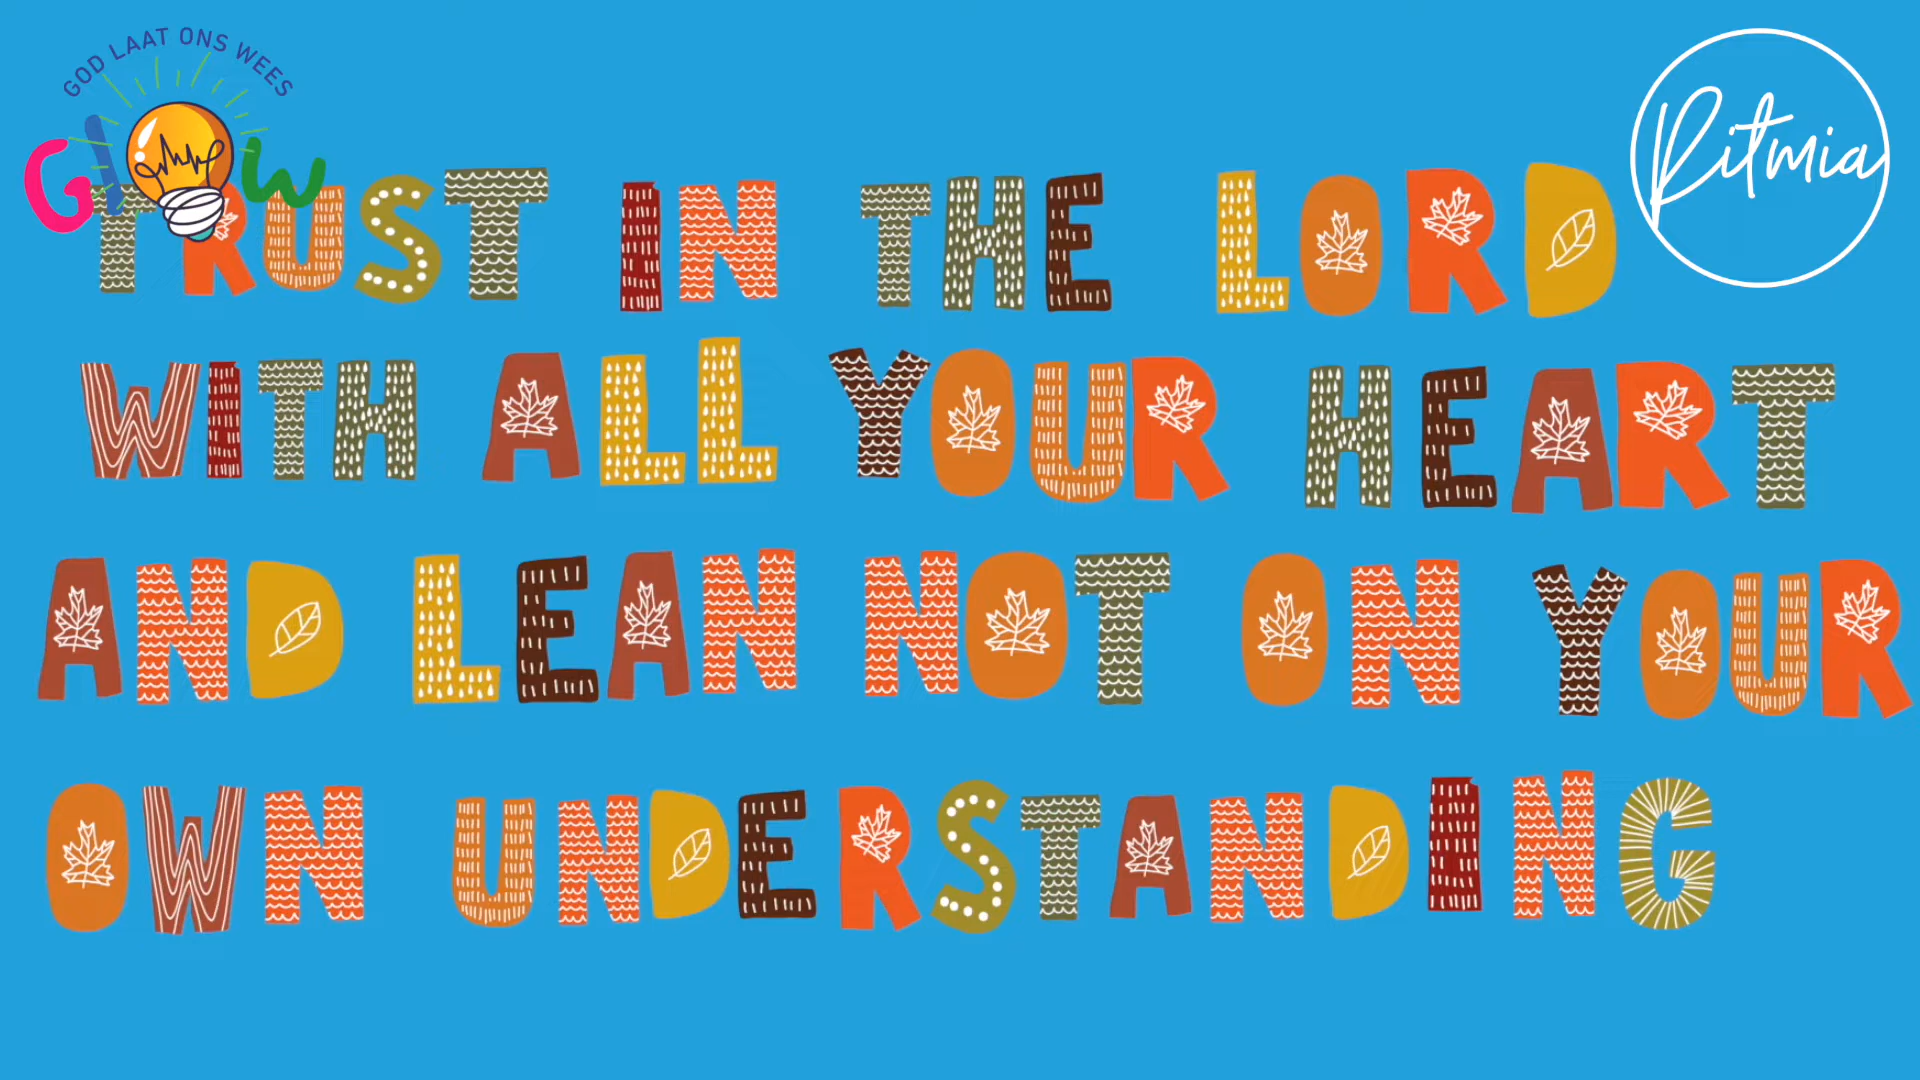 GOD LAAT ONS WEES
GLOW
Ritmia
TRUST IN THE LORD
WITH ALL YOUR HEART
AND LEAN NOT ON YOUR
OWN UNDERSTANDING